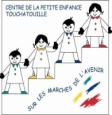 CENTRE DE LA PETITE ENFANCE
TOUCHATOUILLE
SUR LES MARCHES DE L'AVENIR